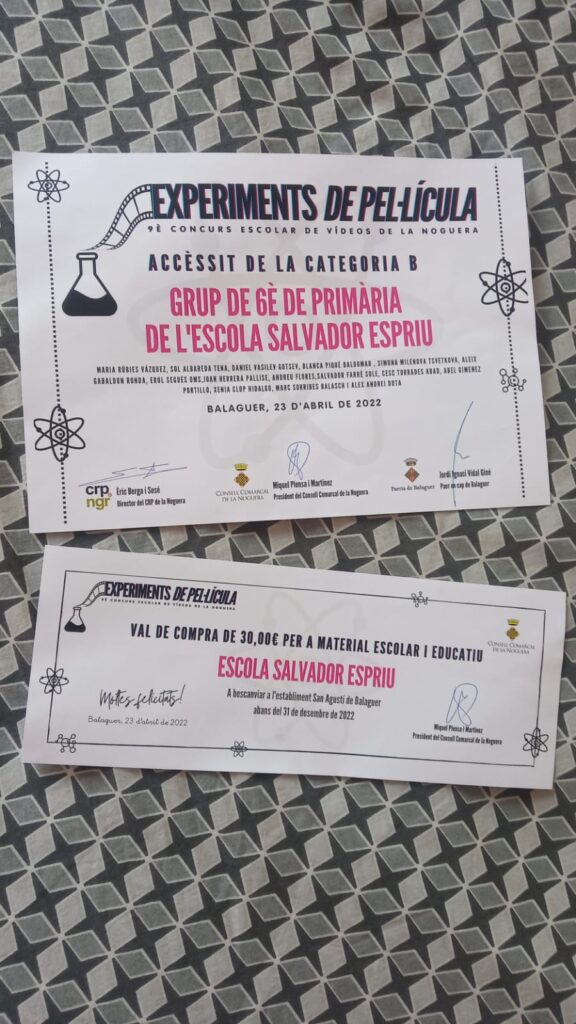 EXPERIMENTS DE PEL·LÍCULA
9È CONCURS ESCOLAR DE VÍDEOS DE LA NOGUERA
ACCÈSSIT DE LA CATEGORIA B
GRUP DE 6È DE PRIMÀRIA
DE L'ESCOLA SALVADOR ESPRIU
MARIA RÚBIES VÁZQUEZ, SOL ALBAREDA TENA, DANIEL VASILEV GOTSEV, BLANCA PIQUÉ DALGUMAR , SIMONA MILENOVA TSVETKOVA, ALEIX
GABALDON RONDA, EROL SEGUÉS OMS,JOAN HERRERA PALLISE, ANDREU FLORES,SALVADOR FARRÉ SOLÉ, CESC TORRADES ABAD, ABEL GIMENEZ
PORTILLO, XENIA CLOP HIDALGO, MARC SORRIBES BALASCH I ALEX ANDREI DUTA
BALAGUER, 23 D'ABRIL DE 2022
crp.
ngr
Eric Berga i Sosé
Director del CRP de la Noguera
CONSELL COMARCAL
DE LA NOGUERA
Miquel Plensa i Martínez
President del Consell Comarcal de la Noguera
Paeria de Balaguer
Jordi Ignasi Vidal Giné
Paer en cap de Balaguer
EXPERIMENTS DE PEL·LÍCULA
9È CONCURS ESCOLAR DE VÍDEOS DE LA NOGUERA
CONSELL COMARCAL
DE LA NOGUERA
VAL DE COMPRA DE 30,00€ PER A MATERIAL ESCOLAR I EDUCATIU
ESCOLA SALVADOR ESPRIU
A bescanviar a l'establiment San Agustí de Balaguer
abans del 31 de desembre de 2022
Moltes felicitats!
Balaguer, 23 d'abril de 2022
Miquel Plensa i Martínez
President del Consell Comarcal de la Noguera